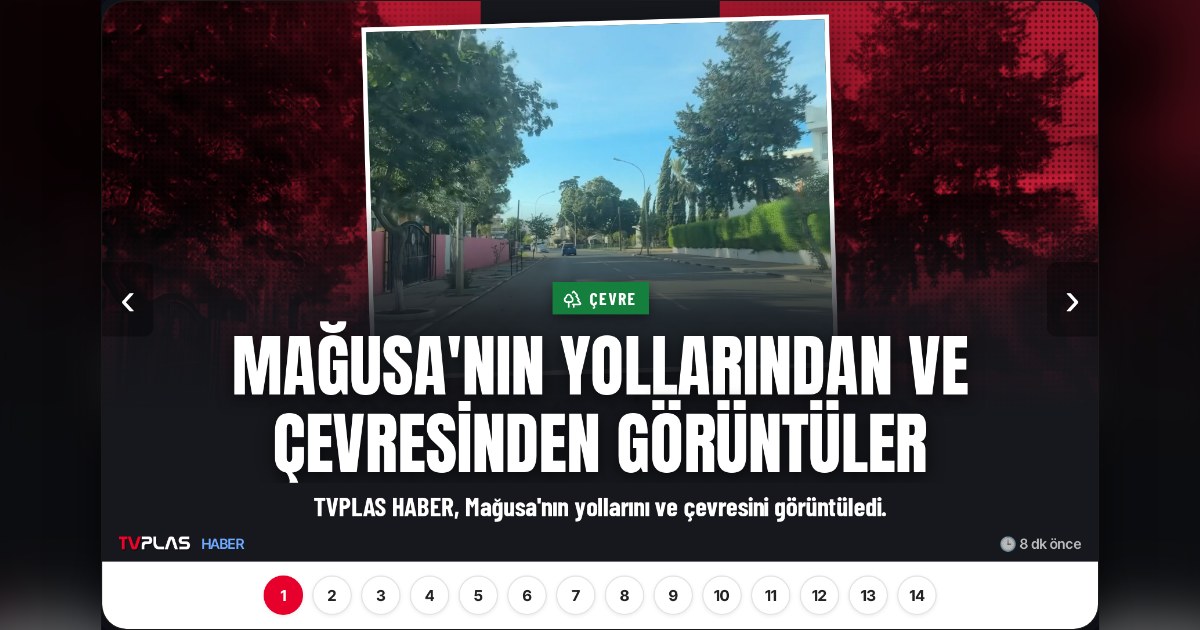 ÇEVRE
MAĞUSA'NIN YOLLARINDAN VE
ÇEVRESİNDEN GÖRÜNTÜLER
TVPLAS HABER, Mağusa'nın yollarını ve çevresini görüntüledi.
TVPLAS HABER
8 dk önce
1 2 3 4 5 6 7 8 9 10 11 12 13 14